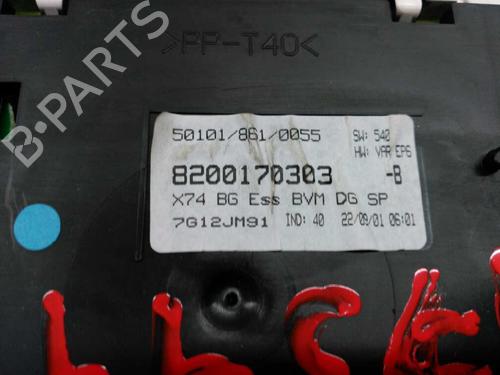 >PP-T40<
50101/861/0055 SW: 540
HW: VAR EP6
8200170303 -B
X74 BG Ess BVM DG SP
7G12JM91 IND: 40 22/09/01 06:01
B-PARTS